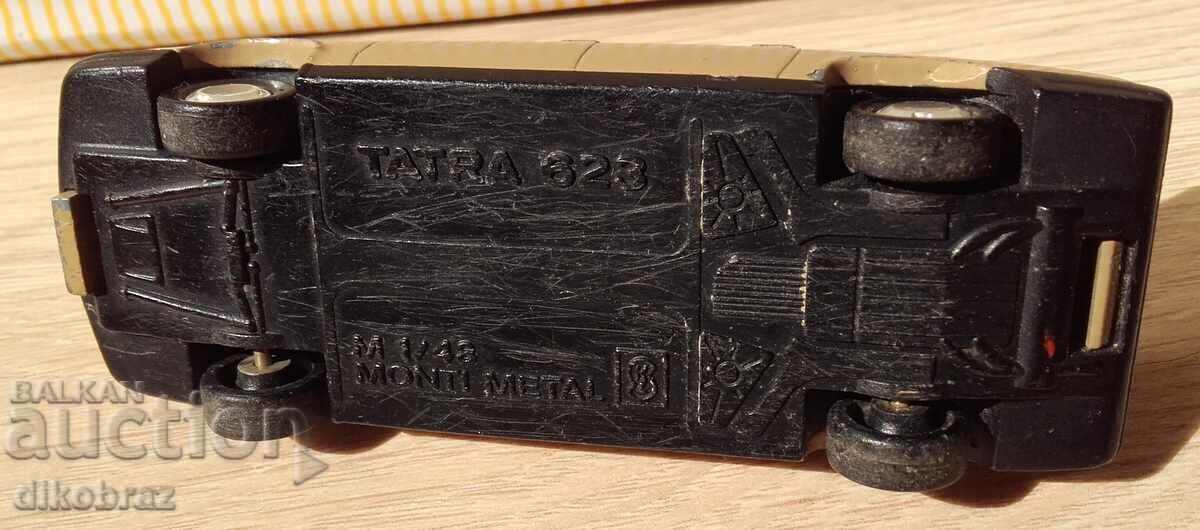 TATRA 623
M 1/43
MONTI METAL
BALKAN
auction
dikobraz